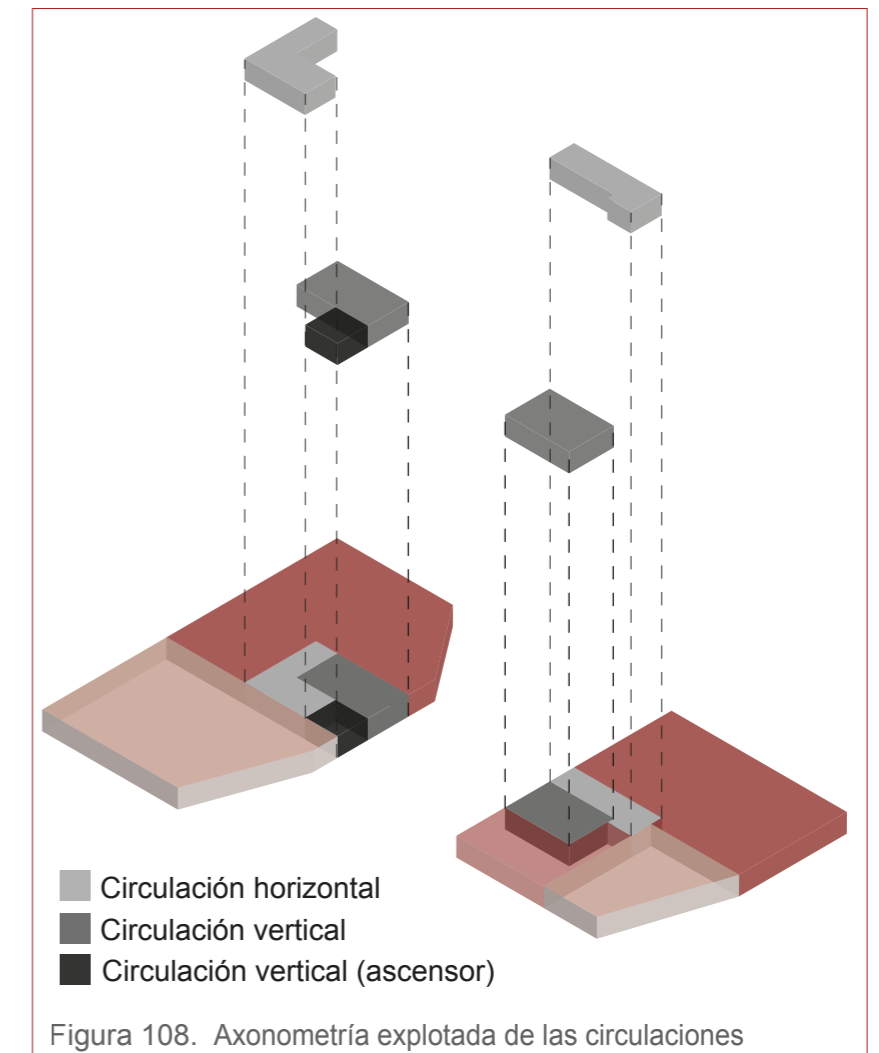 Circulación horizontal
Circulación vertical
Circulación vertical (ascensor)
Figura 108. Axonometría explotada de las circulaciones